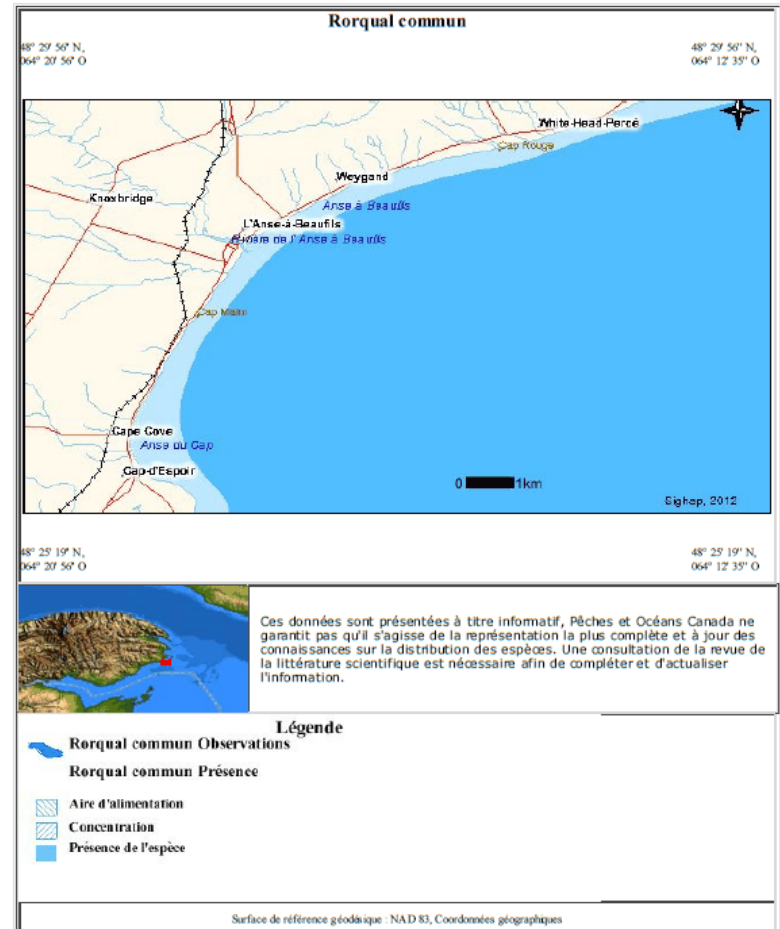 Rorqual commun
48° 29' 56" N,
064° 20' 56" O
48° 29' 56" N,
064° 12' 35" O
White-Head-Percé
Cap Rouge
Weygand
Knoxbridge
Anse à Beaufils
L'Anse-à-Beaufils
Rivière de l'Anse à Beaufils
Cap Malin
Cape Cove
Anse du Cap
Cap-d'Espoir
0 1km
Sighap, 2012
48° 25' 19" N,
064° 20' 56" O
48° 25' 19" N,
064° 12' 35" O
Ces données sont présentées à titre informatif, Pêches et Océans Canada ne
garantit pas qu'il s'agisse de la représentation la plus complète et à jour des
connaissances sur la distribution des espèces. Une consultation de la revue de
la littérature scientifique est nécessaire afin de compléter et d'actualiser
l'information.
Légende
Rorqual commun Observations
Rorqual commun Présence
Aire d'alimentation
Concentration
Présence de l'espèce
Surface de référence géodésique : NAD 83, Coordonnées géographiques